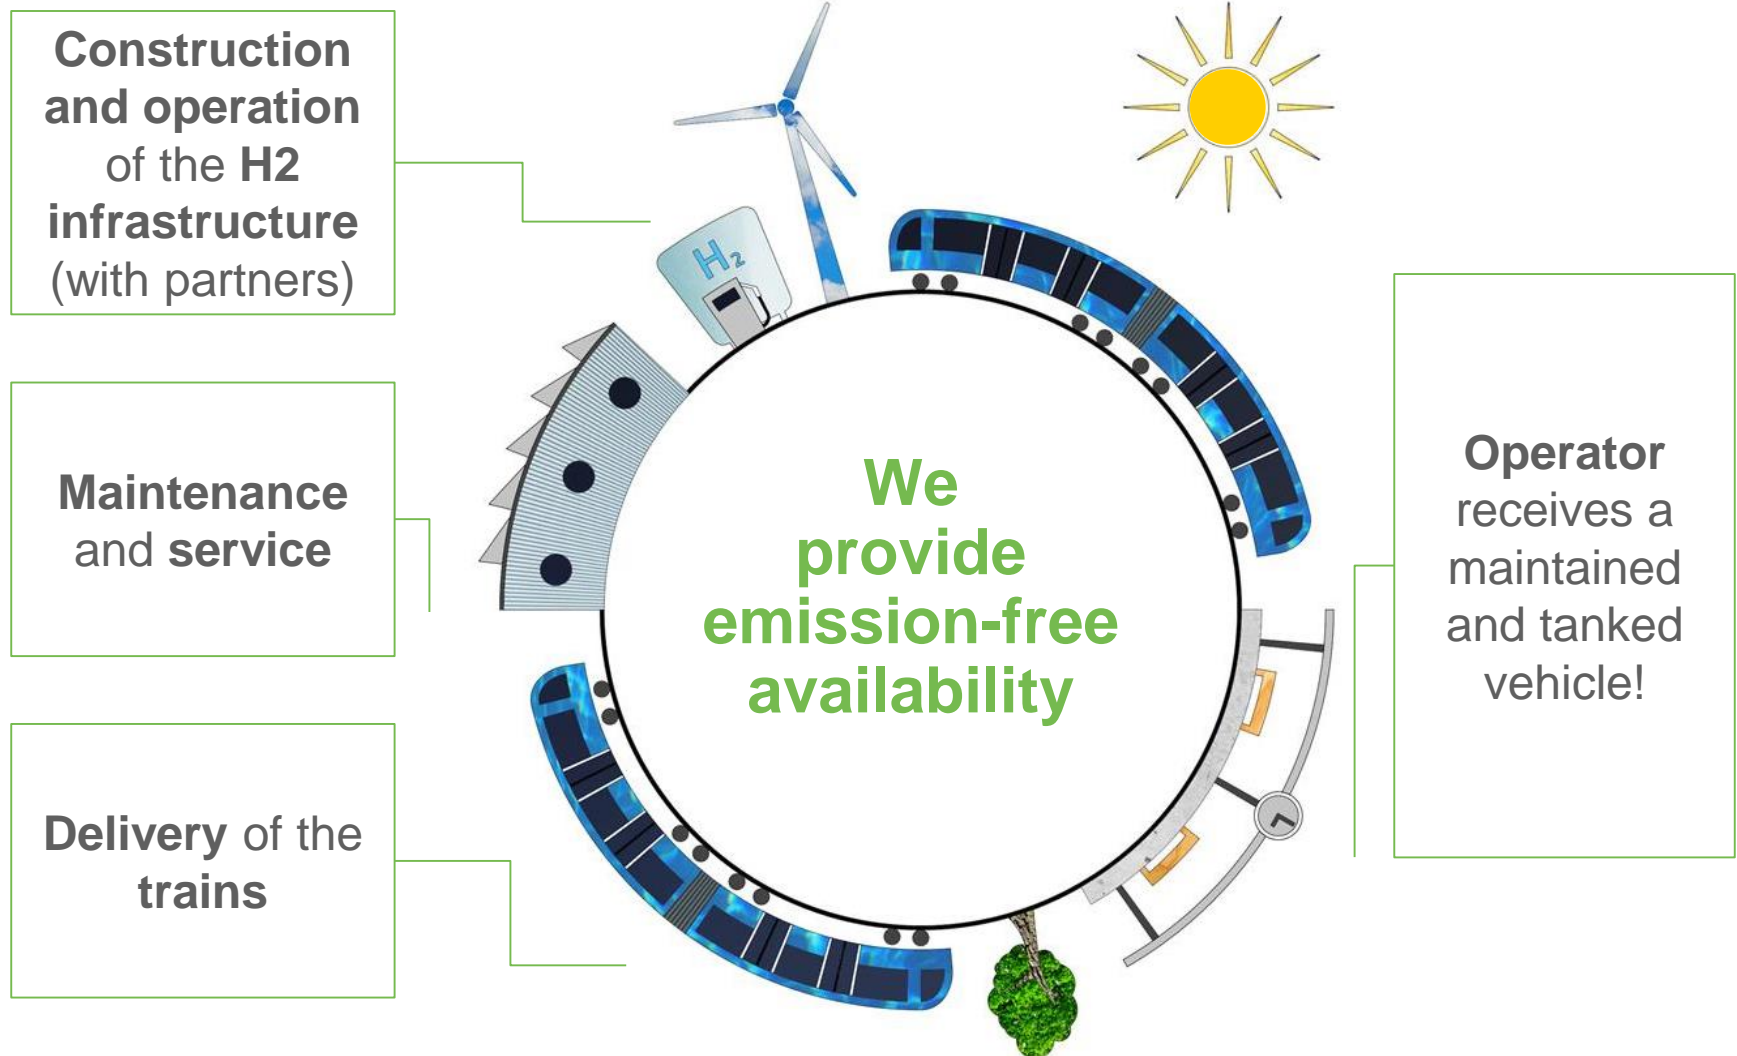 Construction
and operation
of the H2
infrastructure
(with partners)
H2
Maintenance
and service
We
provide
emission-free
availability
Operator
receives a
maintained
and tanked
vehicle!
Delivery of the
trains